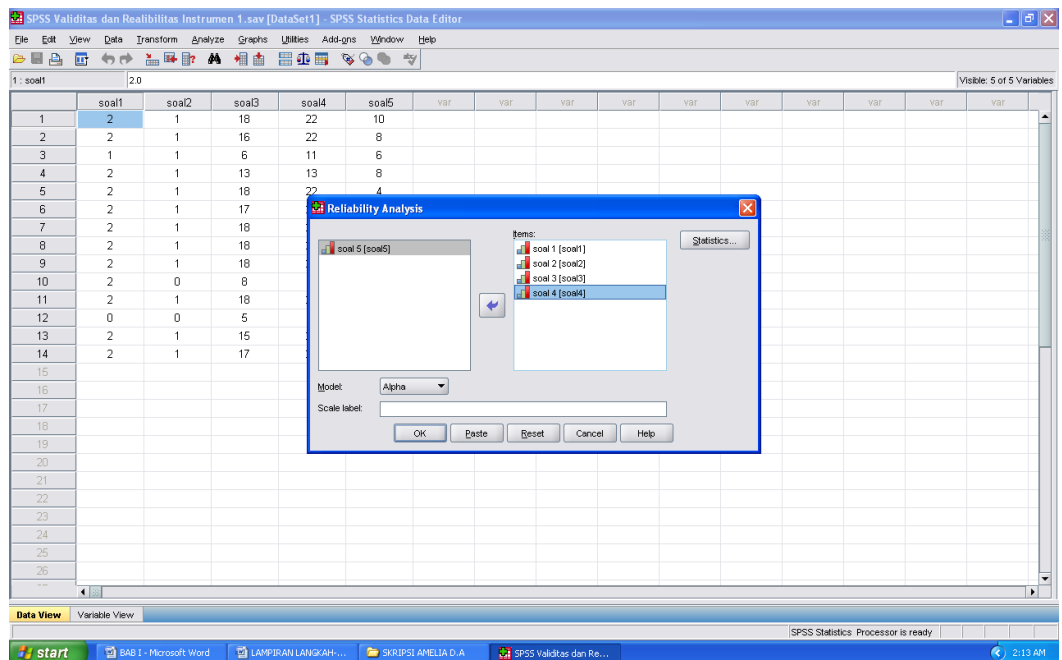 SPSS Validitas dan Realibilitas Instrumen 1.sav [DataSet1] - SPSS Statistics Data Editor
File Edit View Data Transform Analyze Graphs Utilities Add-ons Window Help
1 : soal1 2.0 Visible: 5 of 5 Variables
soal1 soal2 soal3 soal4 soal5 var var var var var var var var var var
1 2 1 18 22 10
2 2 1 16 22 8
3 1 1 6 11 6
4 2 1 13 13 8
5 2 1 18 22 4
6 2 1 17
7 2 1 18
8 2 1 18
9 2 1 18
10 2 0 8
11 2 1 18
12 0 0 5
13 2 1 15
14 2 1 17
15
16
17
18
19
20
21
22
23
24
25
26
Reliability Analysis
Items:
soal 5 [soal5]
soal 1 [soal1]
soal 2 [soal2]
soal 3 [soal3]
soal 4 [soal4]
Statistics...
Model: Alpha
Scale label:
OK Paste Reset Cancel Help
Data View Variable View
SPSS Statistics Processor is ready
start BAB I - Microsoft Word LAMPIRAN LANGKAH-... SKRIPSI AMELIA D.A SPSS Validitas dan Re... 2:13 AM